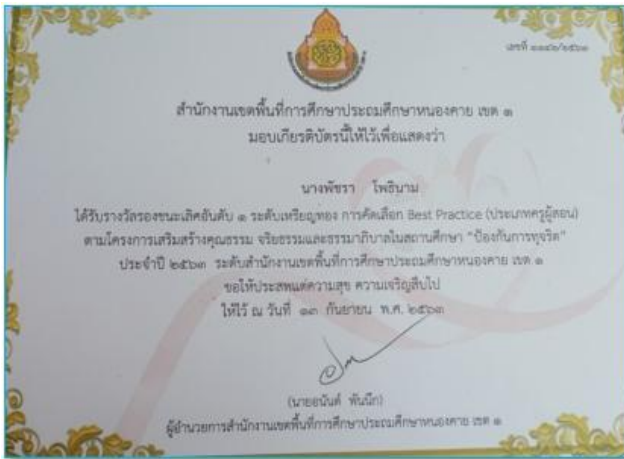 สำนักงานเขตพื้นที่การศึกษาประถมศึกษาหนองคาย เขต ๑
มอบเกียรติบัตรนี้ให้ไว้เพื่อแสดงว่า
นางพัชรา โพธินาม
ได้รับรางวัลรองชนะเลิศอันดับ ๑ ระดับเหรียญทอง การคัดเลือก Best Practice (ประเภทครูผู้สอน)
ตามโครงการเสริมสร้างคุณธรรม จริยธรรมและธรรมาภิบาลในสถานศึกษา "ป้องกันการทุจริต"
ประจำปี ๒๕๖๓ ระดับสำนักงานเขตพื้นที่การศึกษาประถมศึกษาหนองคาย เขต ๑
ขอให้ประสพแต่ความสุข ความเจริญสืบไป
ให้ไว้ ณ วันที่ ๑๓ กันยายน พ.ศ. ๒๕๖๓
(นายอนันต์ พันนึก)
ผู้อำนวยการสำนักงานเขตพื้นที่การศึกษาประถมศึกษาหนองคาย เขต ๑